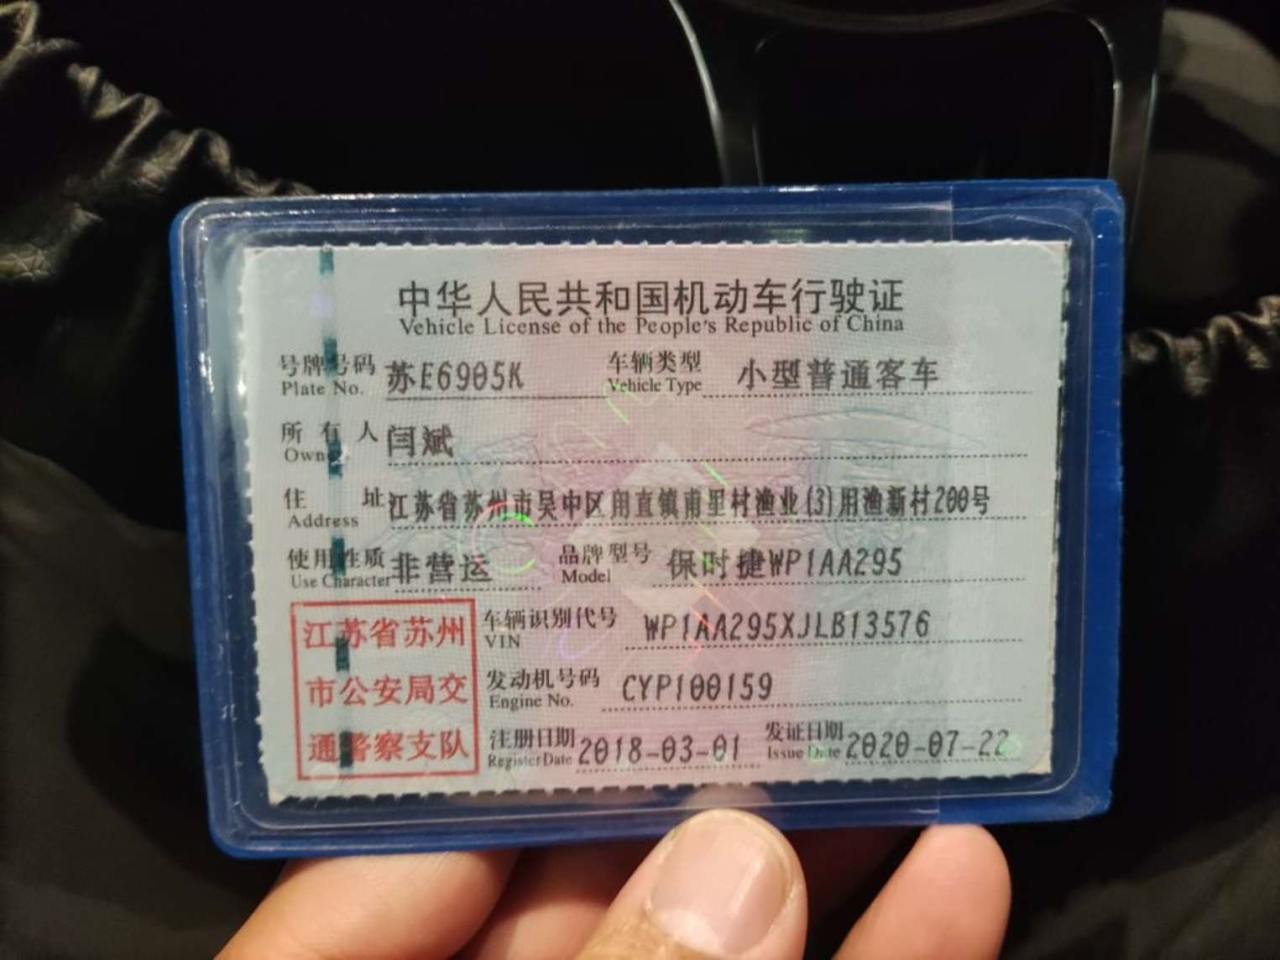 中华人民共和国机动车行驶证
Vehicle License of the People's Republic of China
号牌号码 Plate No. 苏E6905K 车辆类型 Vehicle Type 小型普通客车
所有人 Owner 闫斌
住址 Address 江苏省苏州市吴中区甪直镇甫里村渔业(3)甪渔新村200号
使用性质 Use Character 非营运 品牌型号 Model 保时捷WP1AA295
车辆识别代号 VIN WP1AA295XJLB13576
发动机号码 Engine No. CYP100159
注册日期 Register Date 2018-03-01 发证日期 Issue Date 2020-07-22
江苏省苏州
市公安局交
通警察支队